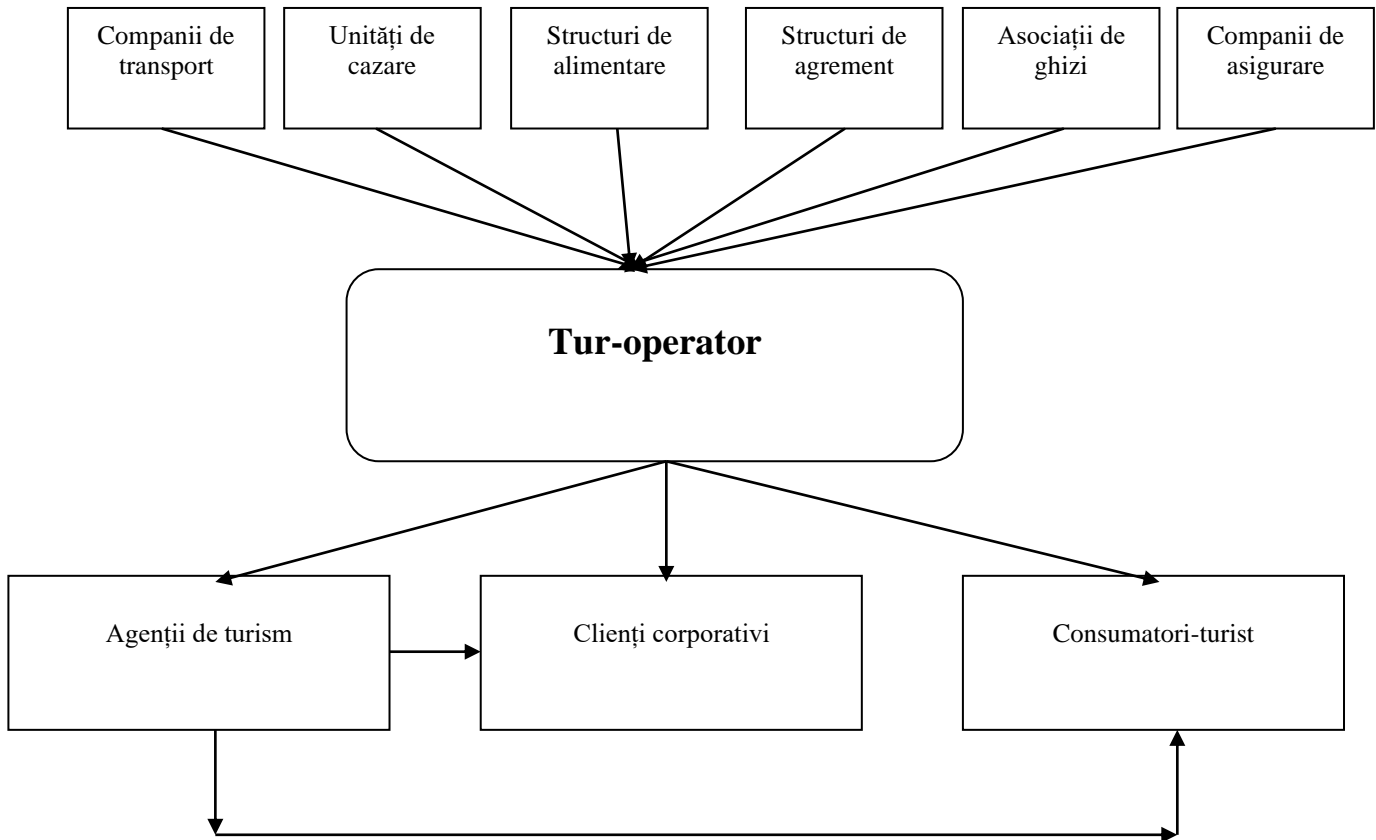 Companii de
transport
Unități de
cazare
Structuri de
alimentare
Structuri de
agrement
Asociații de
ghizi
Companii de
asigurare
Tur-operator
Agenții de turism
Clienți corporativi
Consumatori-turist